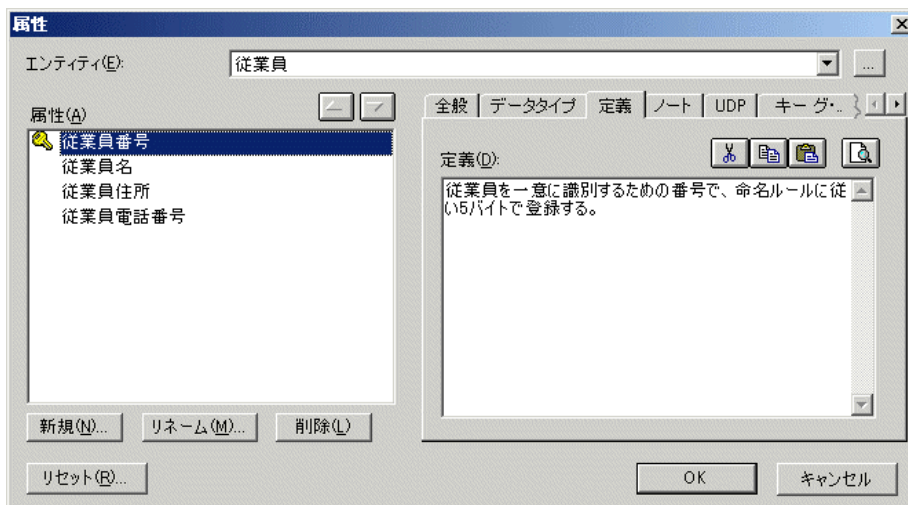 属性
エンティティ(E):
従業員
...
属性(A)
従業員番号
従業員名
従業員住所
従業員電話番号
新規(N)...
リネーム(M)...
削除(L)
全般
データタイプ
定義
ノート
UDP
キー グ・..
定義(D):
従業員を一意に識別するための番号で、命名ルールに従
い5バイトで登録する。
リセット(R)...
OK
キャンセル